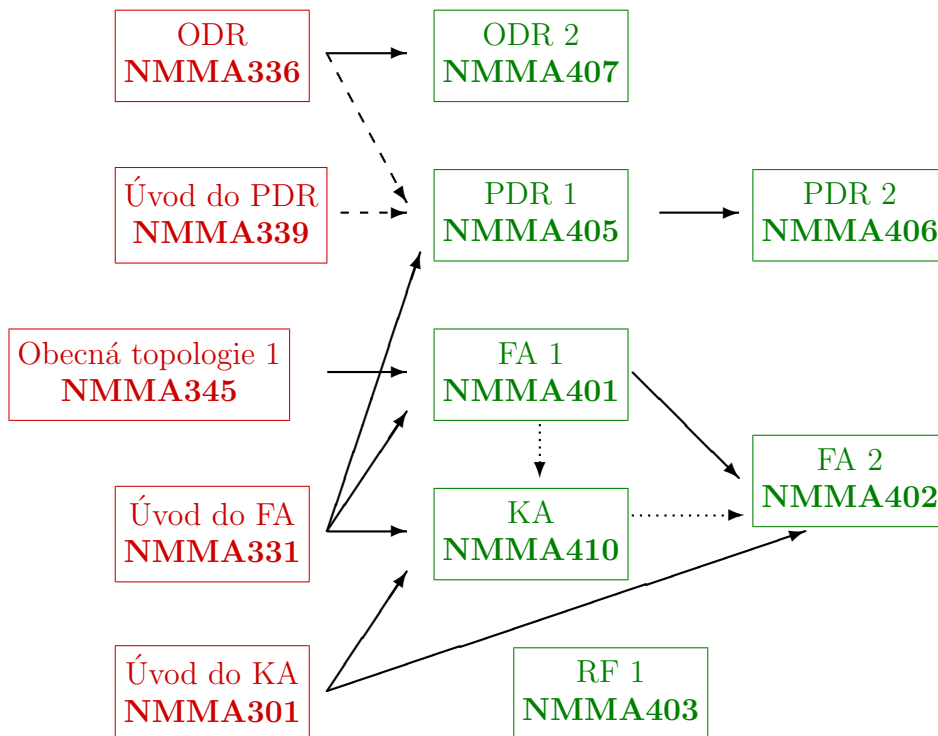 ODR
NMMA336
ODR 2
NMMA407
Úvod do PDR
NMMA339
PDR 1
NMMA405
PDR 2
NMMA406
Obecná topologie 1
NMMA345
FA 1
NMMA401
FA 2
NMMA402
Úvod do FA
NMMA331
KA
NMMA410
Úvod do KA
NMMA301
RF 1
NMMA403